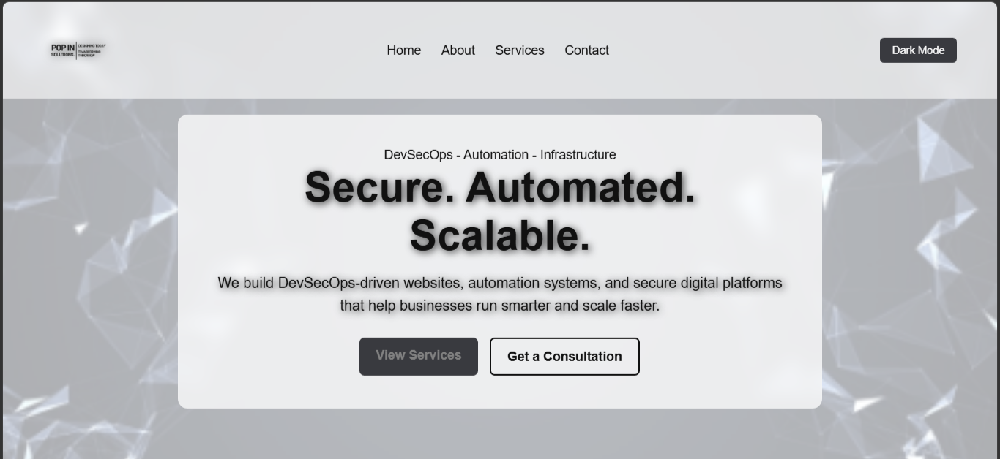 POP IN
SOLUTIONS.
DESIGNING TODAY
TRANSFORMING
TOMORROW
Home About Services Contact
Dark Mode
DevSecOps - Automation - Infrastructure
Secure. Automated.
Scalable.
We build DevSecOps-driven websites, automation systems, and secure digital platforms
that help businesses run smarter and scale faster.
View Services
Get a Consultation